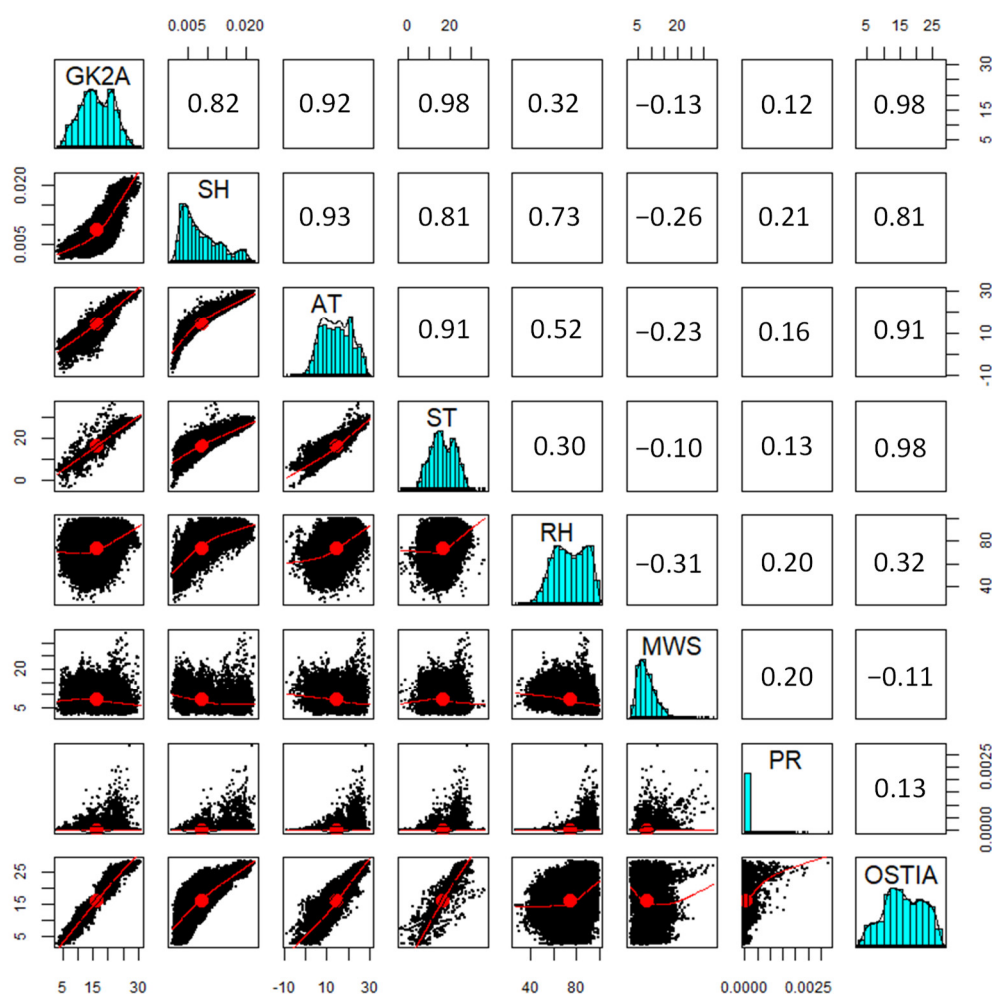 0.005 0.020 0 20 5 20 5 15 25
GK2A 0.82 0.92 0.98 0.32 −0.13 0.12 0.98 5 15 30
0.005 0.020 SH 0.93 0.81 0.73 −0.26 0.21 0.81
AT 0.91 0.52 −0.23 0.16 0.91 -10 0 10 30
0 20 ST 0.30 −0.10 0.13 0.98
RH −0.31 0.20 0.32 40 80
5 20 MWS 0.20 −0.11
PR 0.13 0.0000 0.0025
5 15 25 OSTIA
5 15 30 -10 10 30 40 80 0.0000 0.0025